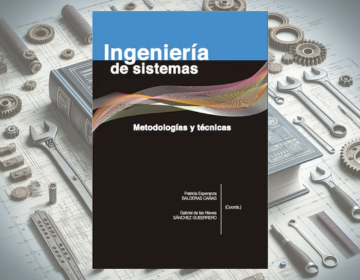 Ingeniería
de sistemas
Metodologías y técnicas
Patricia Esperanza
BALDERAS CAÑAS
(Coords.)
Gabriel de las Nieves
SÁNCHEZ GUERRERO